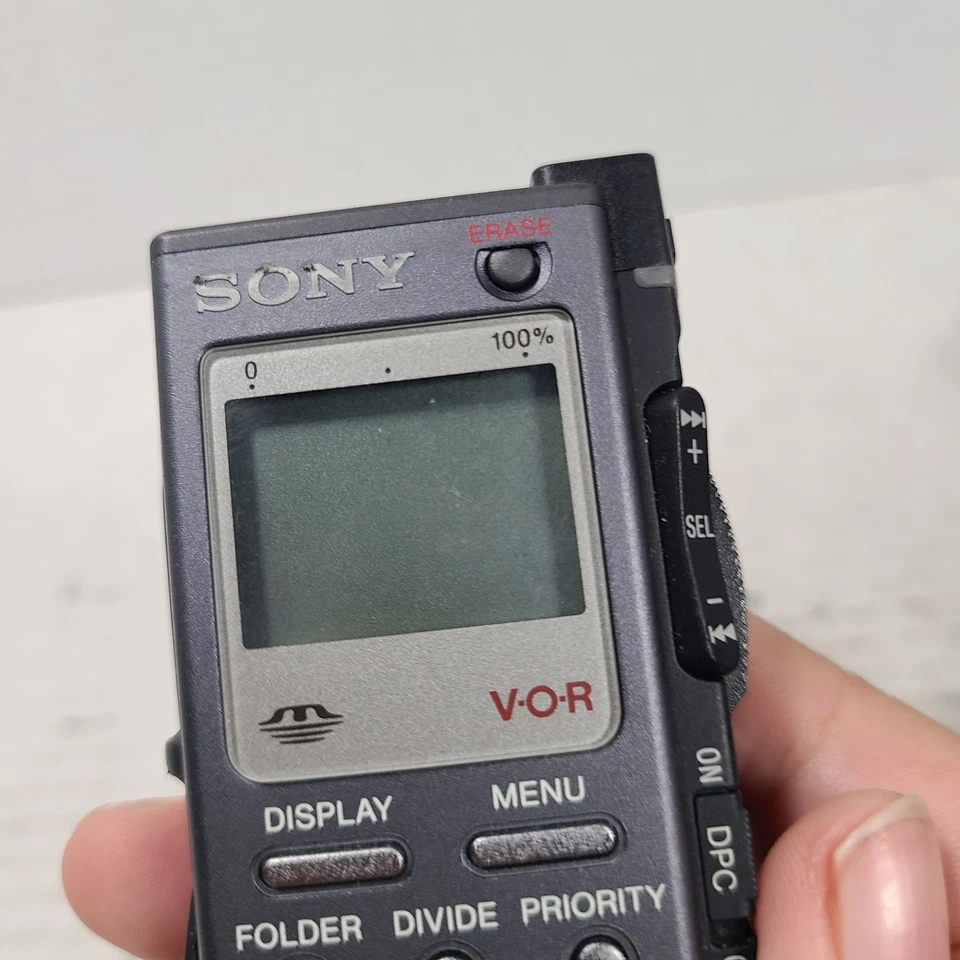 ERASE
SONY
0 100%
V·O·R
DISPLAY MENU
FOLDER DIVIDE PRIORITY
+
SEL
–
ON
DPC